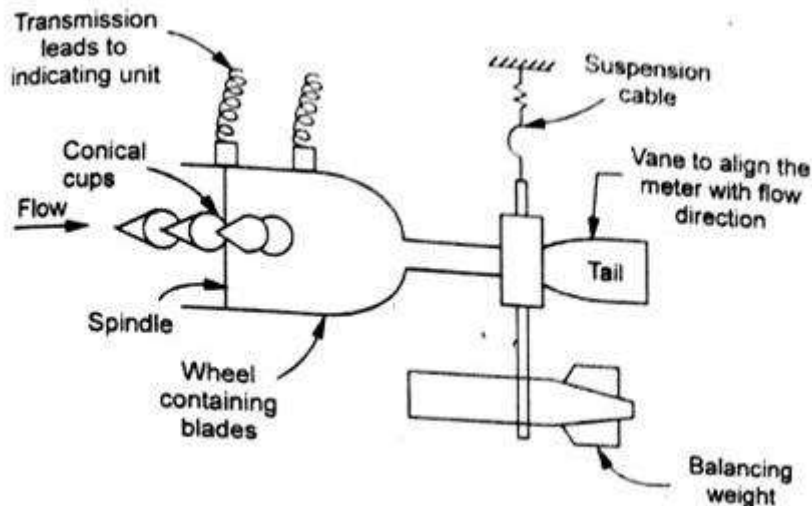 Transmission
leads to
indicating unit
Suspension
cable
Conical
cups
Vane to align the
meter with flow
direction
Flow
Tail
Spindle
Wheel
containing
blades
Balancing
weight